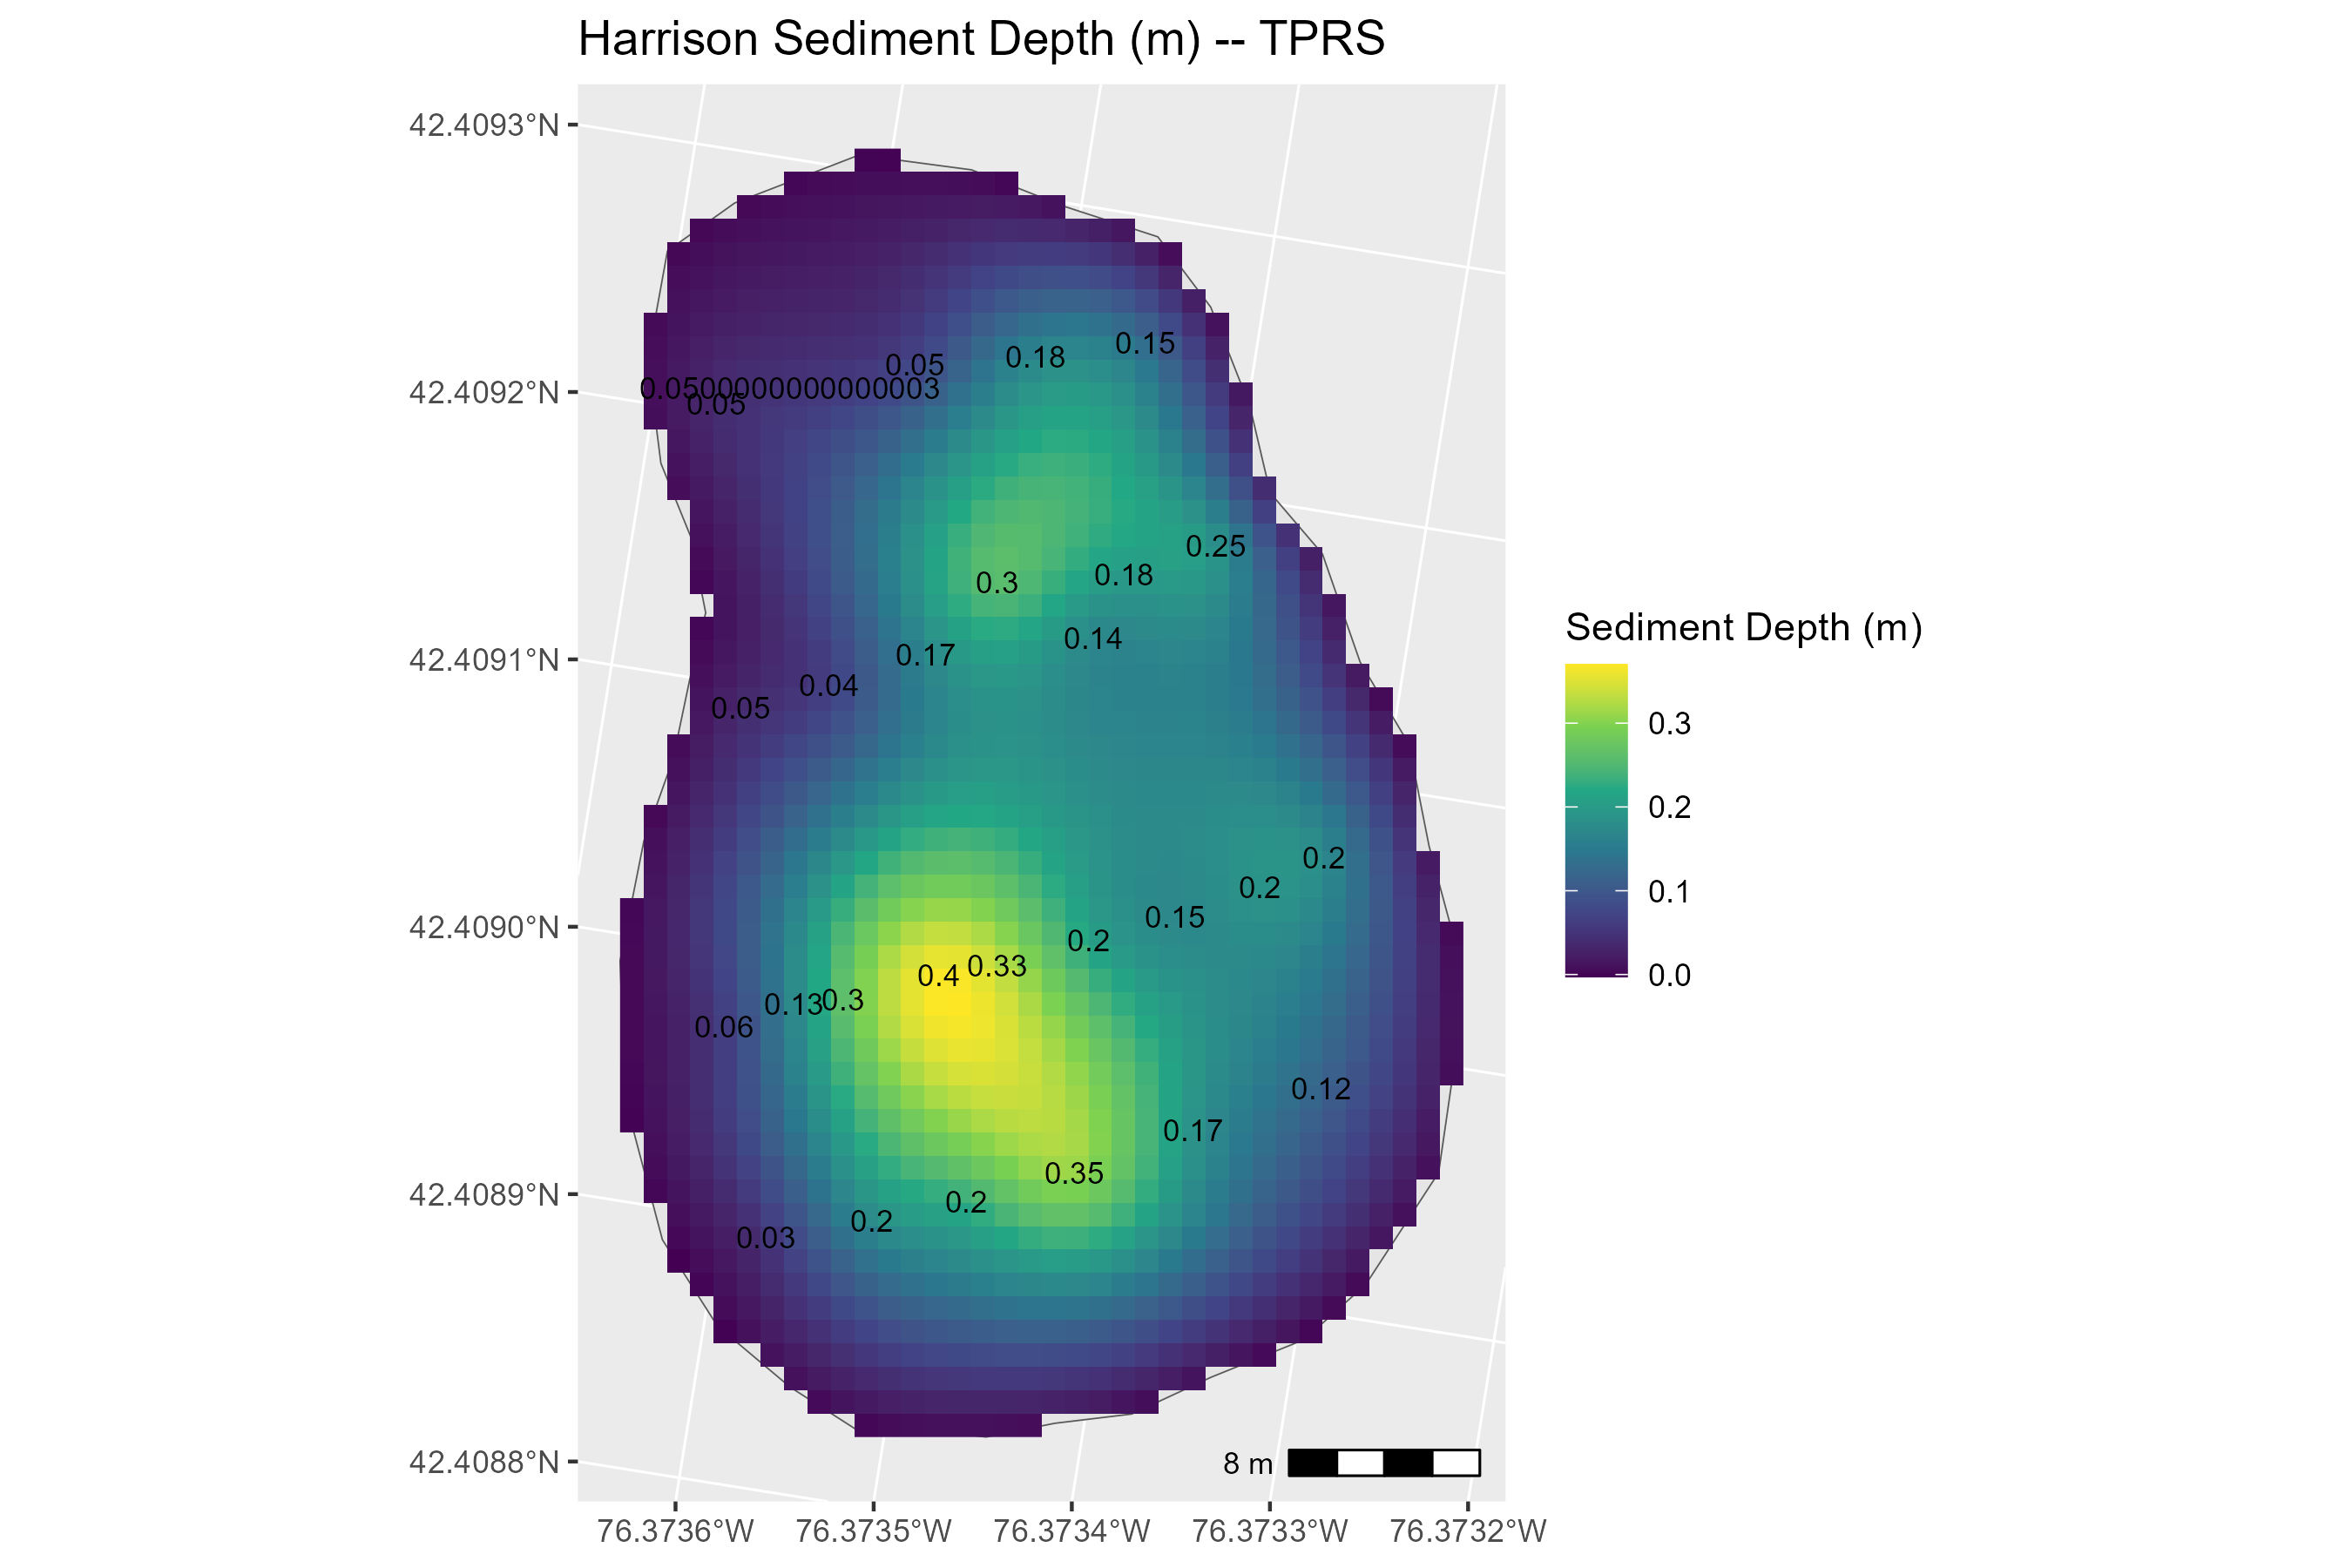 Harrison Sediment Depth (m) -- TPRS
42.4093°N
42.4092°N
42.4091°N
42.4090°N
42.4089°N
42.4088°N
0.15
0.18
0.05
0.050000000000000003
0.05
0.25
0.18
0.3
0.14
0.17
0.04
0.05
0.2
0.2
0.15
0.2
0.33
0.4
0.3
0.13
0.06
0.12
0.17
0.35
0.2
0.2
0.03
8 m
76.3736°W
76.3735°W
76.3734°W
76.3733°W
76.3732°W
Sediment Depth (m)
0.3
0.2
0.1
0.0